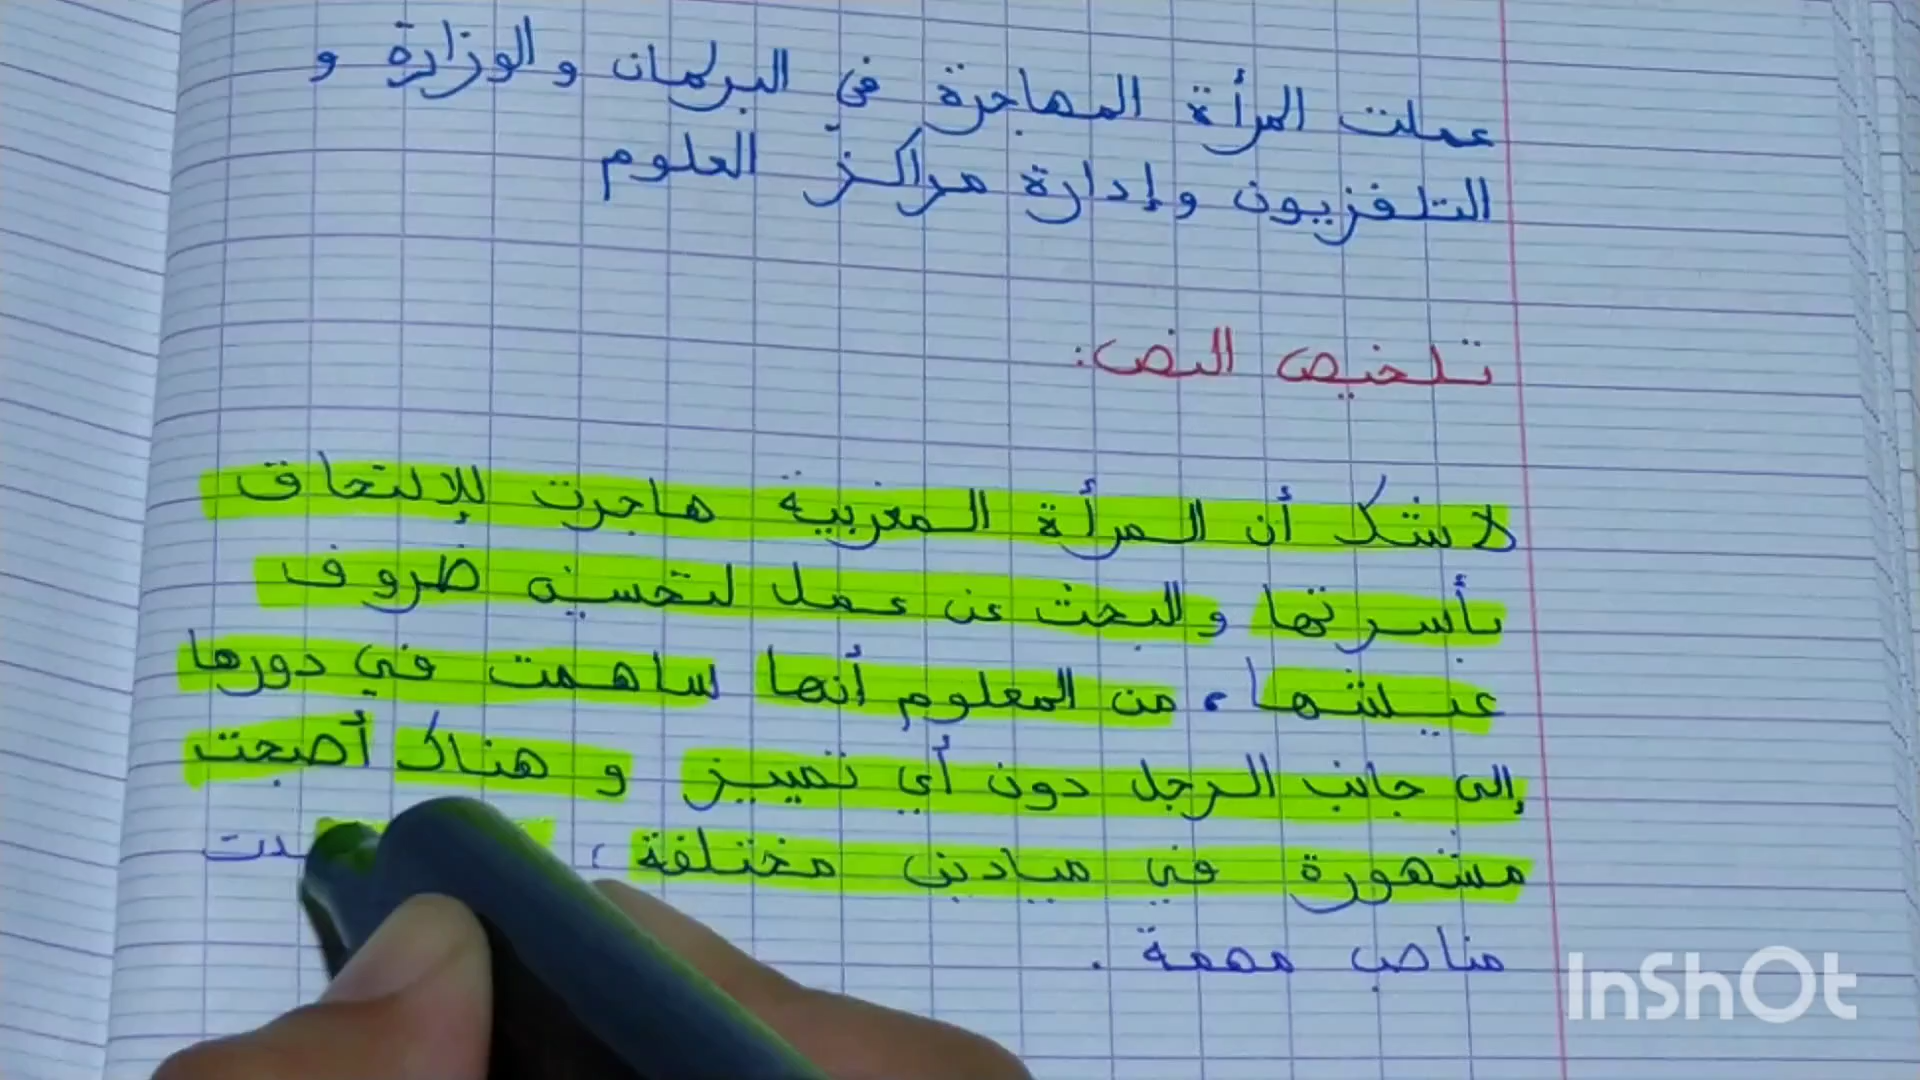 عملت المرأة المهاجرة في البرلمان والوزارة و
التلفزيون وإدارة مراكز العلوم
تلخيص النص:
لا شك أن المرأة المغربية هاجرت للإلتحاق
بأسرتها والبحث عن عمل لتحسين ظروف
عيشها، من المعلوم أنها ساهمت في دورها
إلى جانب الرجل دون أي تمييز و هناك أصبحت
مشهورة في ميادين مختلفة،
مناصب مهمة.
InShOt